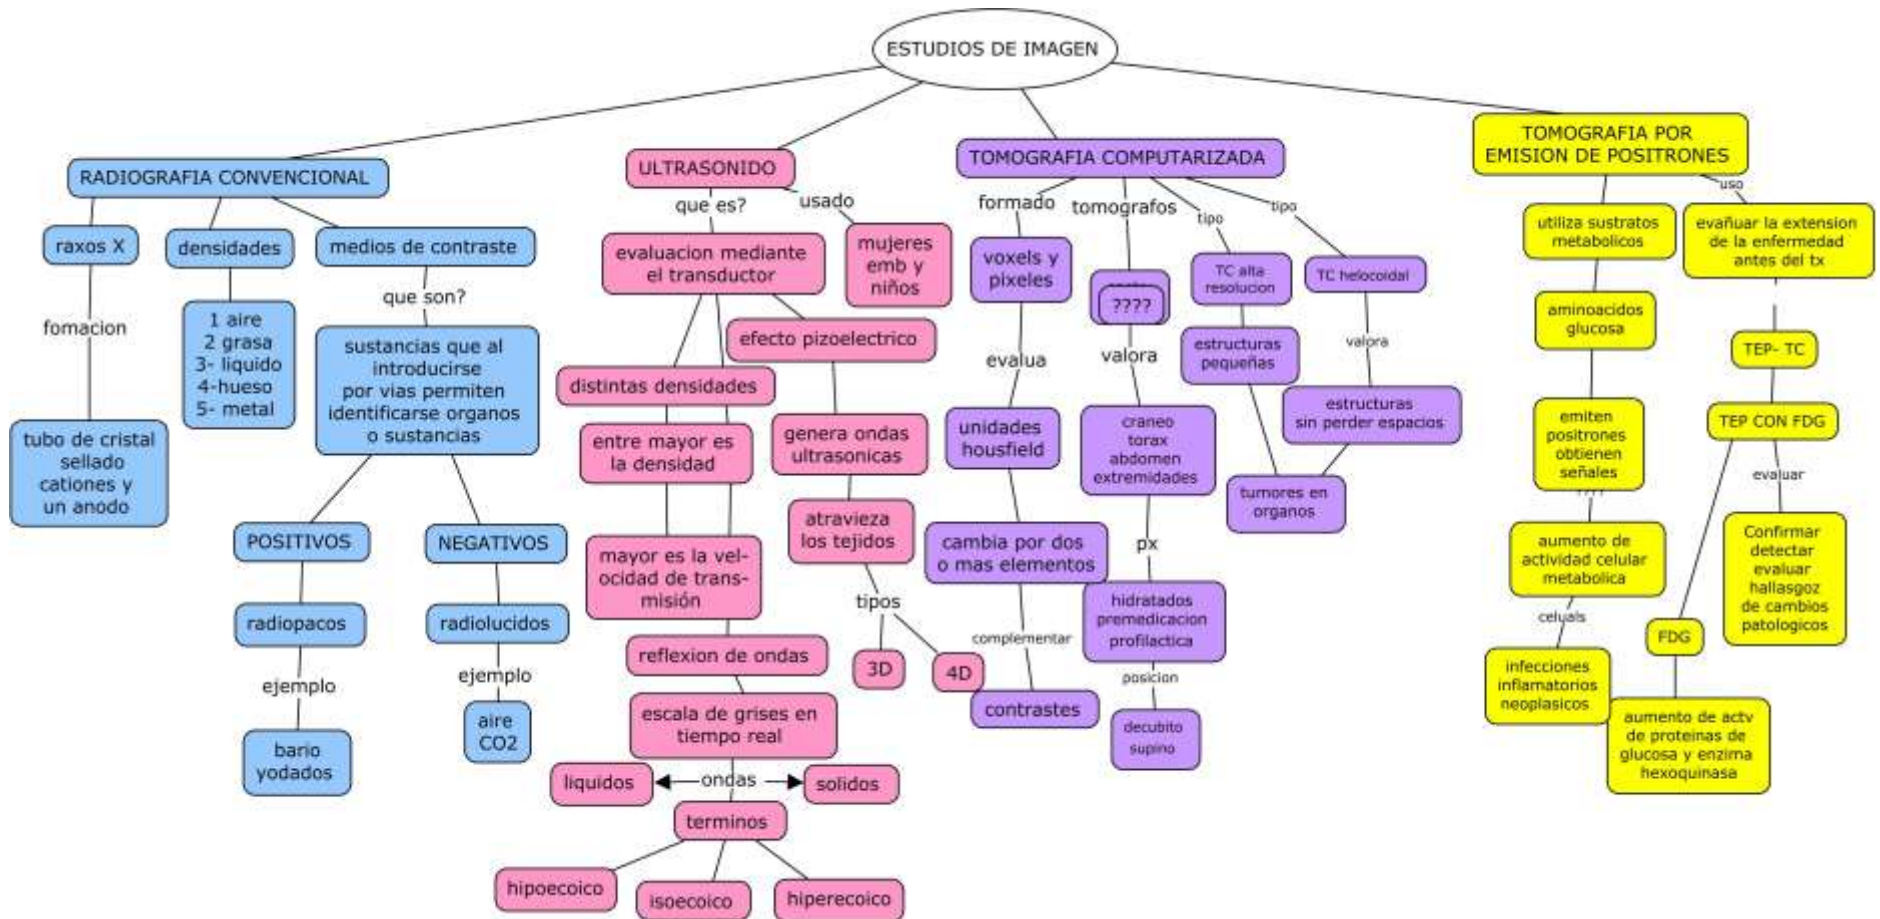 ESTUDIOS DE IMAGEN
RADIOGRAFIA CONVENCIONAL
raxos X
fomacion
tubo de cristal
sellado
cationes y
un anodo
densidades
1 aire
2 grasa
3- liquido
4-hueso
5- metal
medios de contraste
que son?
sustancias que al
introducirse
por vias permiten
identificarse organos
o sustancias
POSITIVOS
radiopacos
ejemplo
bario
yodados
NEGATIVOS
radiolucidos
ejemplo
aire
CO2
ULTRASONIDO
que es?
usado
mujeres
emb y
niños
evaluacion mediante
el transductor
distintas densidades
entre mayor es
la densidad
mayor es la vel-
ocidad de trans-
misión
reflexion de ondas
escala de grises en
tiempo real
liquidos
ondas
solidos
terminos
hipoecoico
isoecoico
hiperecoico
efecto pizoelectrico
genera ondas
ultrasonicas
atravieza
los tejidos
tipos
3D
4D
TOMOGRAFIA COMPUTARIZADA
formado
voxels y
pixeles
evalua
unidades
housfield
cambia por dos
o mas elementos
complementar
contrastes
tomografos
????
valora
craneo
torax
abdomen
extremidades
px
hidratados
premedicacion
profilactica
posicion
decubito
supino
tipo
TC alta
resolucion
estructuras
pequeñas
tipo
TC helocoidal
valora
estructuras
sin perder espacios
tumores en
organos
TOMOGRAFIA POR
EMISION DE POSITRONES
utiliza sustratos
metabolicos
aminoacidos
glucosa
emiten
positrones
obtienen
señales
????
aumento de
actividad celular
metabolica
celuals
infecciones
inflamatorios
neoplasicos
uso
evañuar la extension
de la enfermedad
antes del tx
TEP- TC
TEP CON FDG
FDG
aumento de actv
de proteinas de
glucosa y enzima
hexoquinasa
evaluar
Confirmar
detectar
evaluar
hallasgoz
de cambios
patologicos